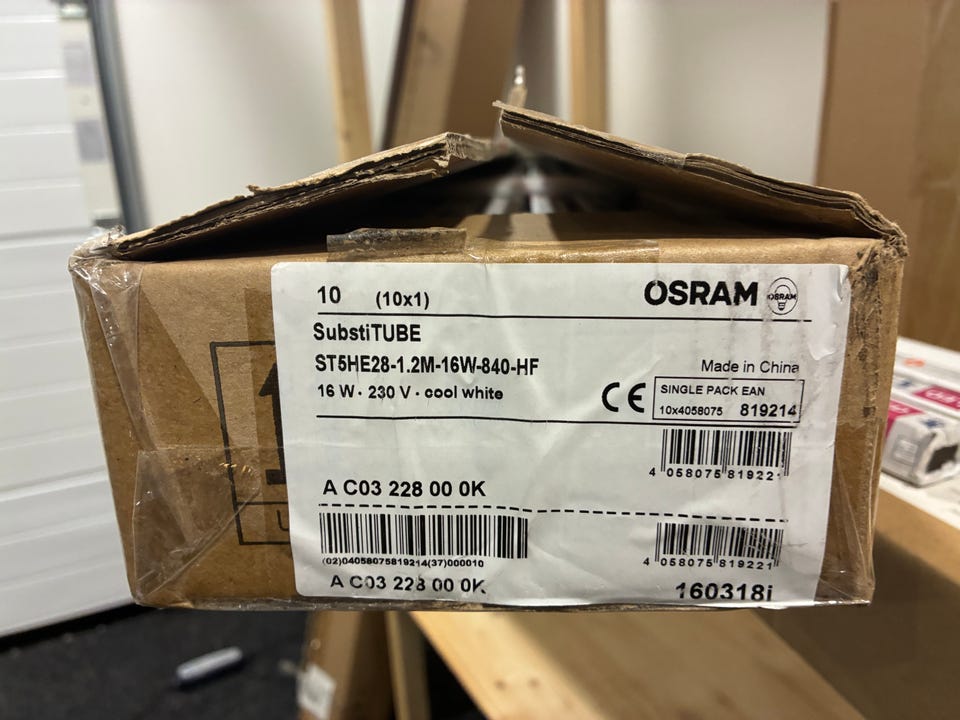 10 (10x1)
OSRAM OSRAM
SubstiTUBE
ST5HE28-1.2M-16W-840-HF
16 W · 230 V · cool white
Made in China
CE
SINGLE PACK EAN
10x4058075 819214
4 058075 819221
A C03 228 00 0K
(02)04058075819214(37)000010
4 058075 819221
A C03 228 00 0K
160318i